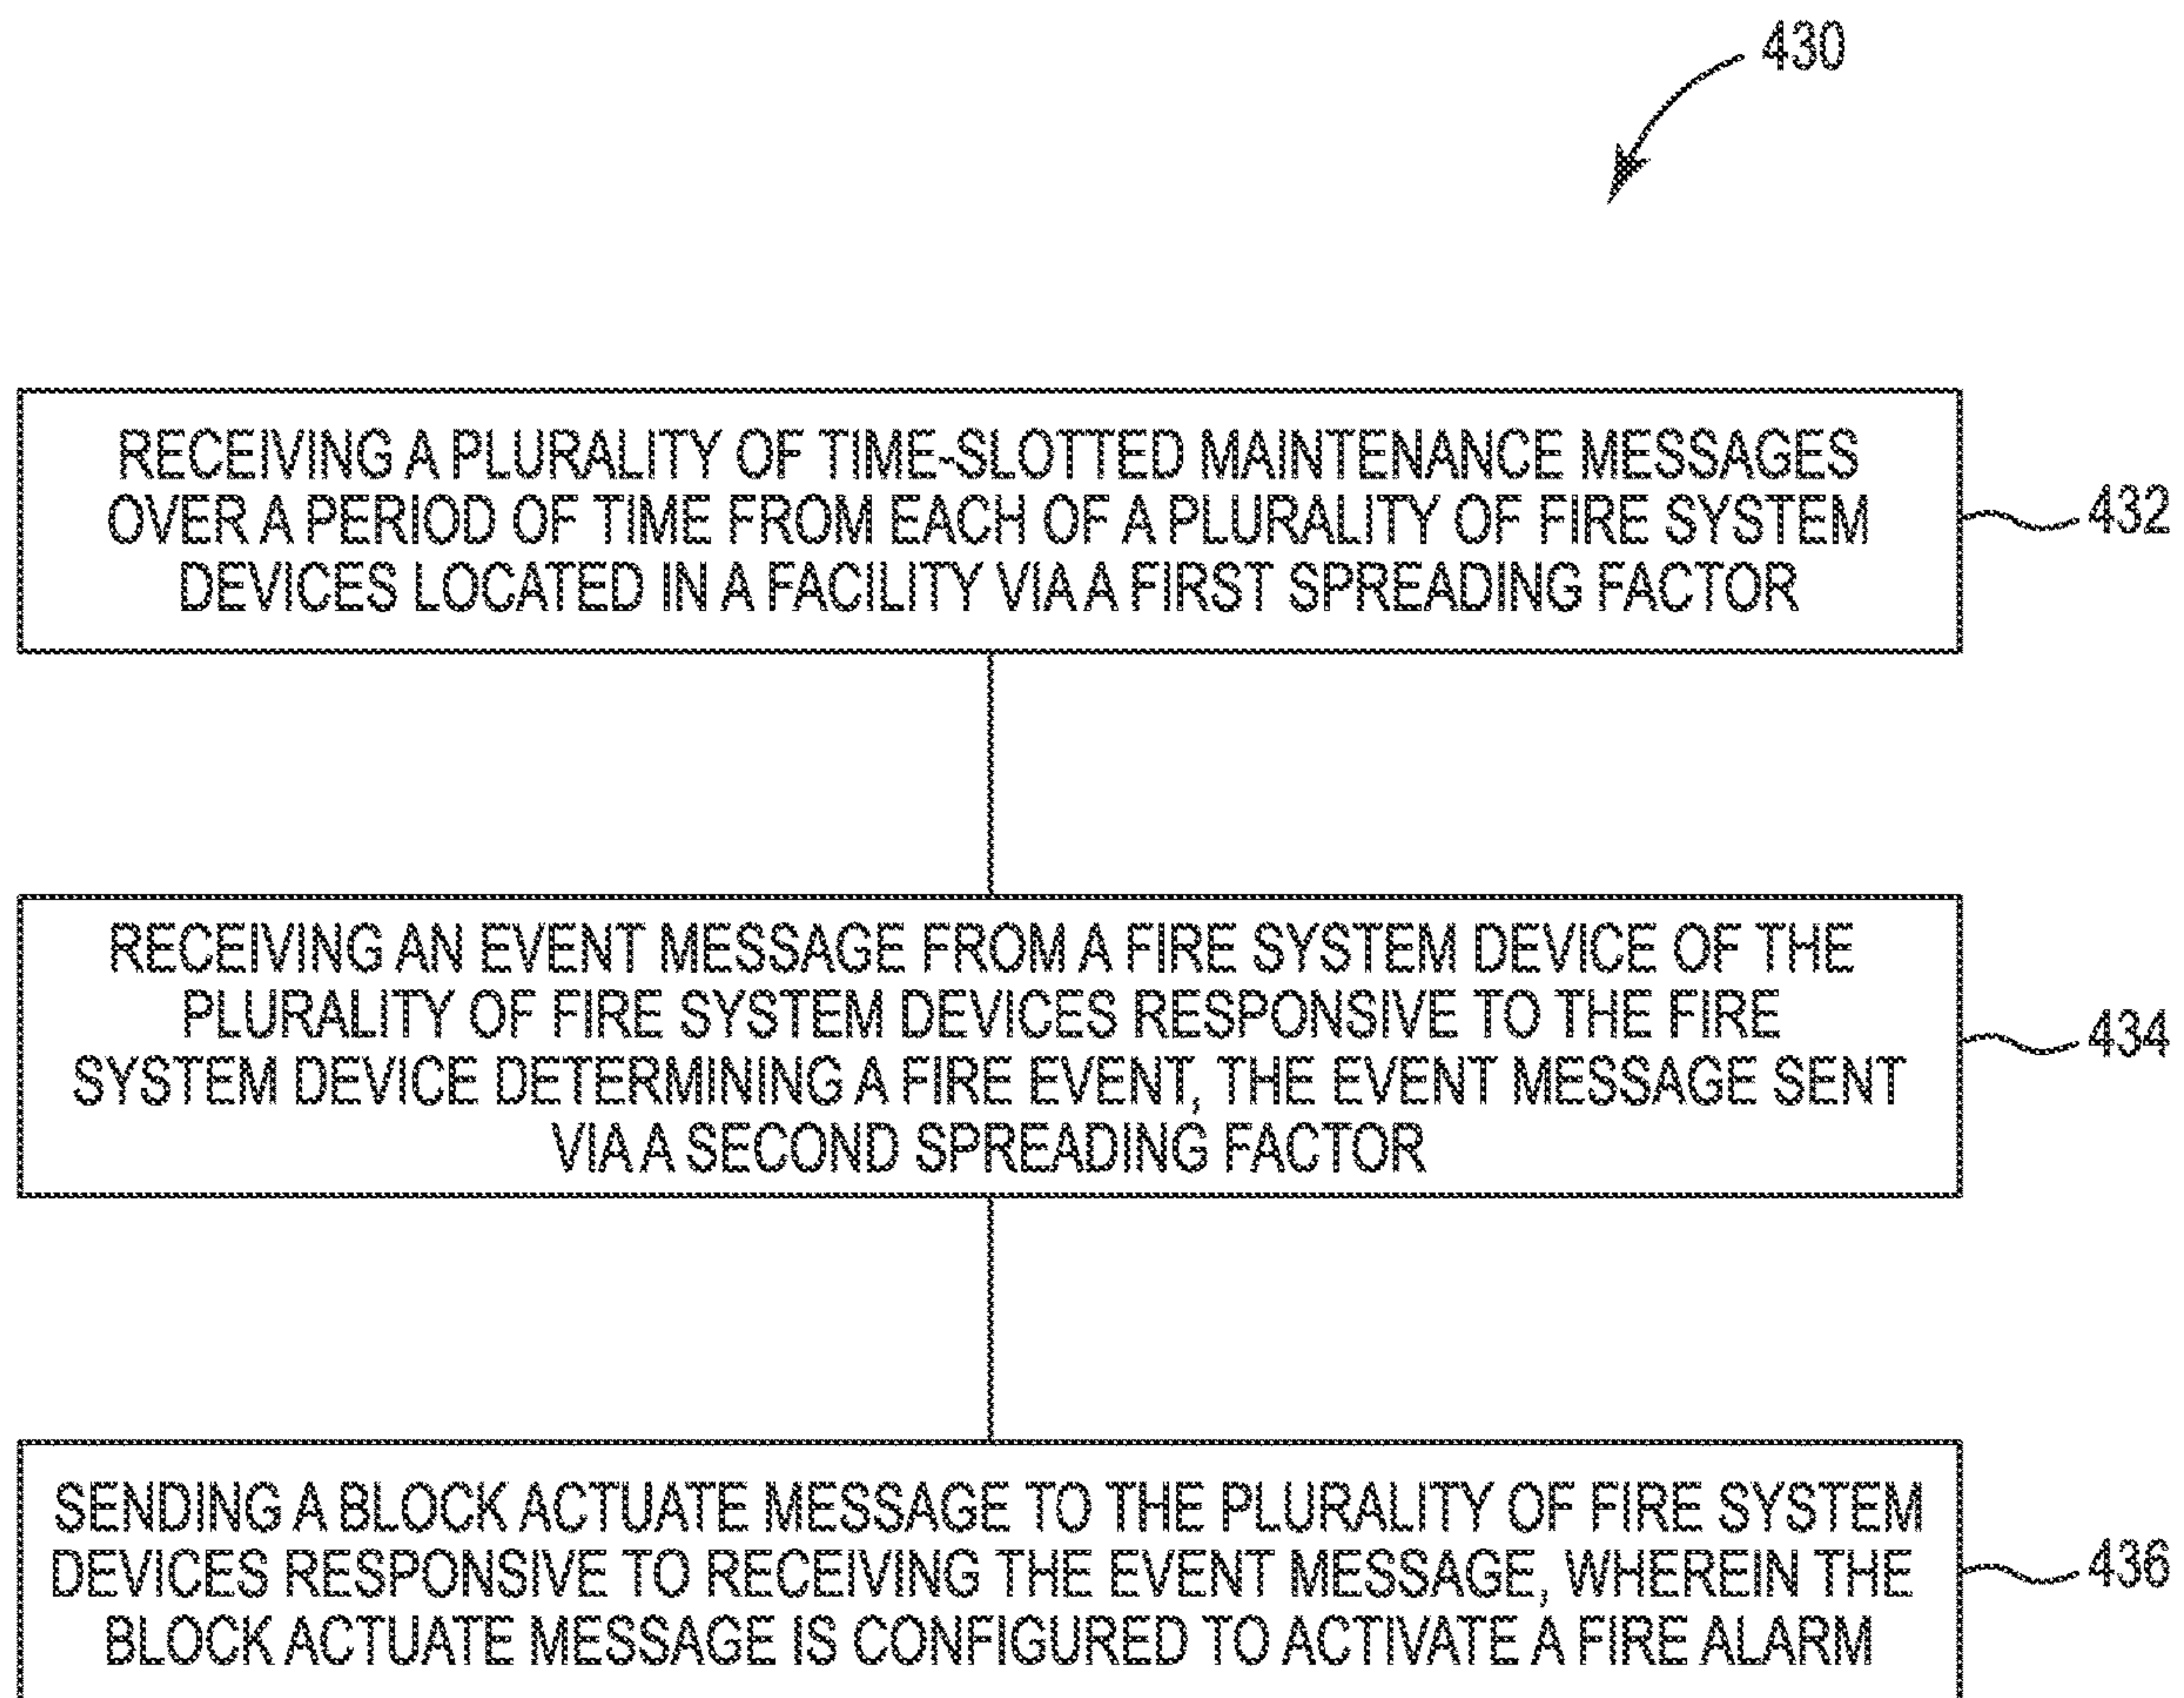 430
RECEIVING A PLURALITY OF TIME-SLOTTED MAINTENANCE MESSAGES
OVER A PERIOD OF TIME FROM EACH OF A PLURALITY OF FIRE SYSTEM
DEVICES LOCATED IN A FACILITY VIA A FIRST SPREADING FACTOR
432
RECEIVING AN EVENT MESSAGE FROM A FIRE SYSTEM DEVICE OF THE
PLURALITY OF FIRE SYSTEM DEVICES RESPONSIVE TO THE FIRE
SYSTEM DEVICE DETERMINING A FIRE EVENT, THE EVENT MESSAGE SENT
VIA A SECOND SPREADING FACTOR
434
SENDING A BLOCK ACTUATE MESSAGE TO THE PLURALITY OF FIRE SYSTEM
DEVICES RESPONSIVE TO RECEIVING THE EVENT MESSAGE, WHEREIN THE
BLOCK ACTUATE MESSAGE IS CONFIGURED TO ACTIVATE A FIRE ALARM
436